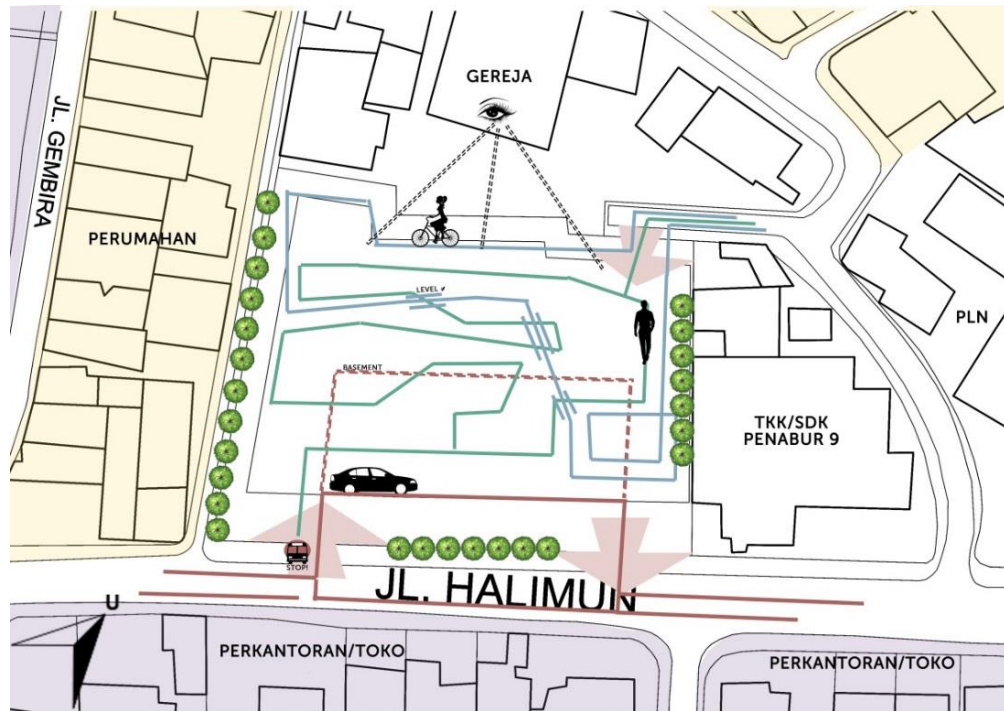 GEREJA
JL. GEMBIRA
PERUMAHAN
LEVEL
PLN
BASEMENT
TKK/SDK
PENABUR 9
STOP!
JL. HALIMUN
U
PERKANTORAN/TOKO
PERKANTORAN/TOKO